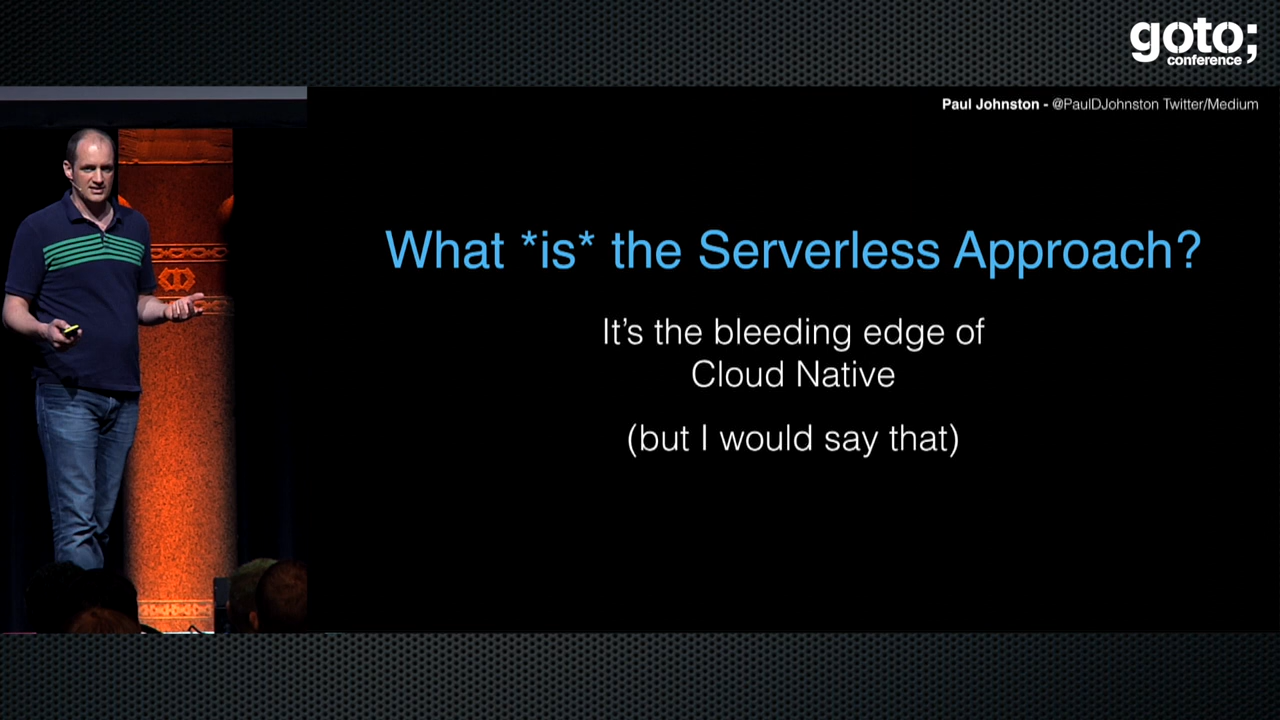 goto;
conference
Paul Johnston - @PaulDJohnston Twitter/Medium
What *is* the Serverless Approach?
It’s the bleeding edge of
Cloud Native
(but I would say that)